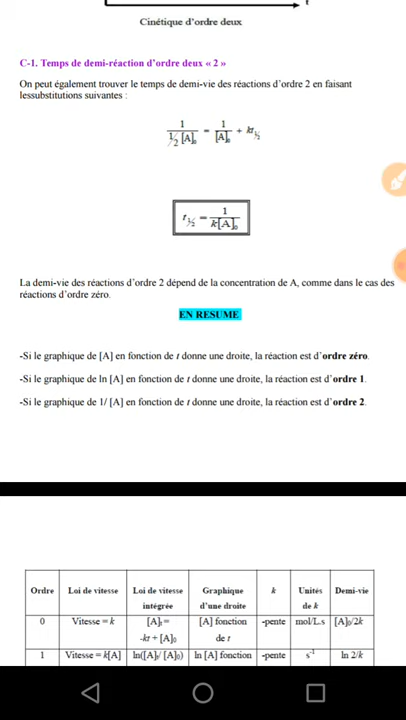 t
Cinétique d'ordre deux
C-1. Temps de demi-réaction d'ordre deux « 2 »
On peut également trouver le temps de demi-vie des réactions d'ordre 2 en faisant
lessubstitutions suivantes :
1/(½ [A]₀) = 1/[A]₀ + kt½
t½ = 1/(k[A]₀)
La demi-vie des réactions d'ordre 2 dépend de la concentration de A, comme dans le cas des
réactions d'ordre zéro.
EN RESUME
-Si le graphique de [A] en fonction de t donne une droite, la réaction est d'ordre zéro.
-Si le graphique de ln [A] en fonction de t donne une droite, la réaction est d'ordre 1.
-Si le graphique de 1/ [A] en fonction de t donne une droite, la réaction est d'ordre 2.
Ordre Loi de vitesse Loi de vitesse Graphique k Unités Demi-vie
intégrée d'une droite de k
0 Vitesse = k [A]t = [A] fonction -pente mol/L.s [A]₀/2k
-kt + [A]₀ de t
1 Vitesse = k[A] ln([A]t/ [A]₀) ln [A] fonction -pente s⁻¹ ln 2/k